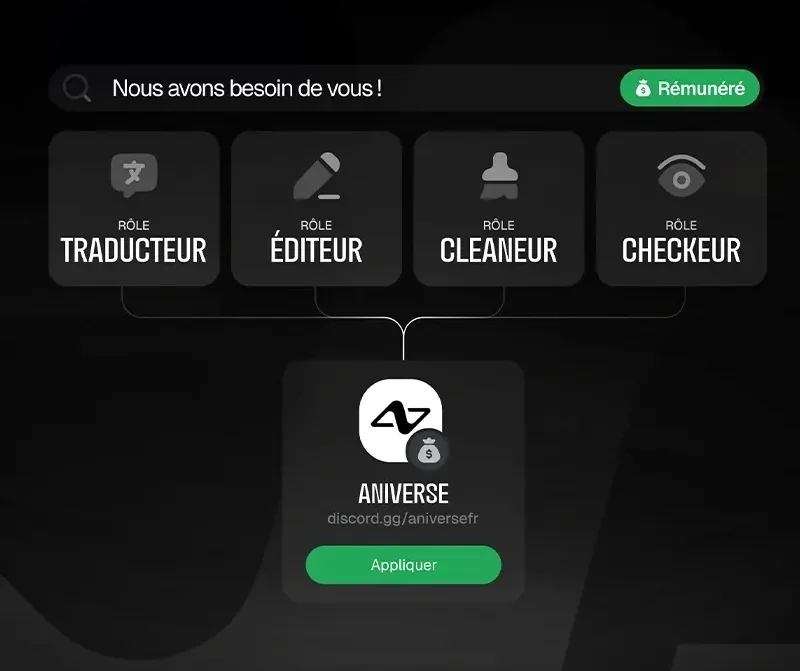 Nous avons besoin de vous !
Rémunéré
RÔLE
TRADUCTEUR
RÔLE
ÉDITEUR
RÔLE
CLEANEUR
RÔLE
CHECKEUR
$
ANIVERSE
discord.gg/aniversefr
Appliquer